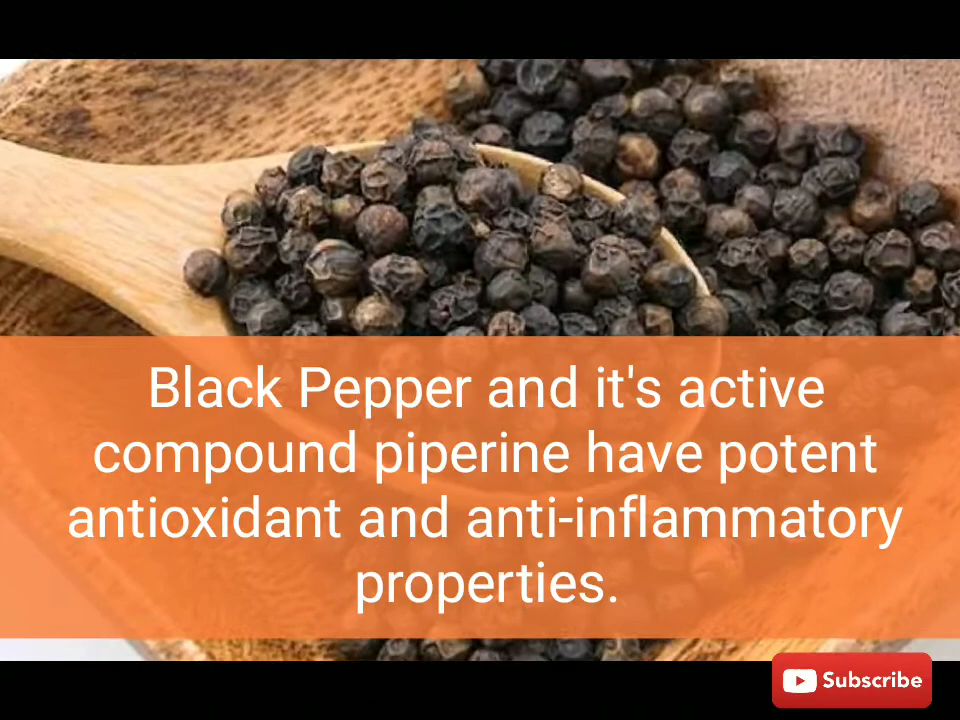 Black Pepper and it's active
compound piperine have potent
antioxidant and anti-inflammatory
properties.
Subscribe